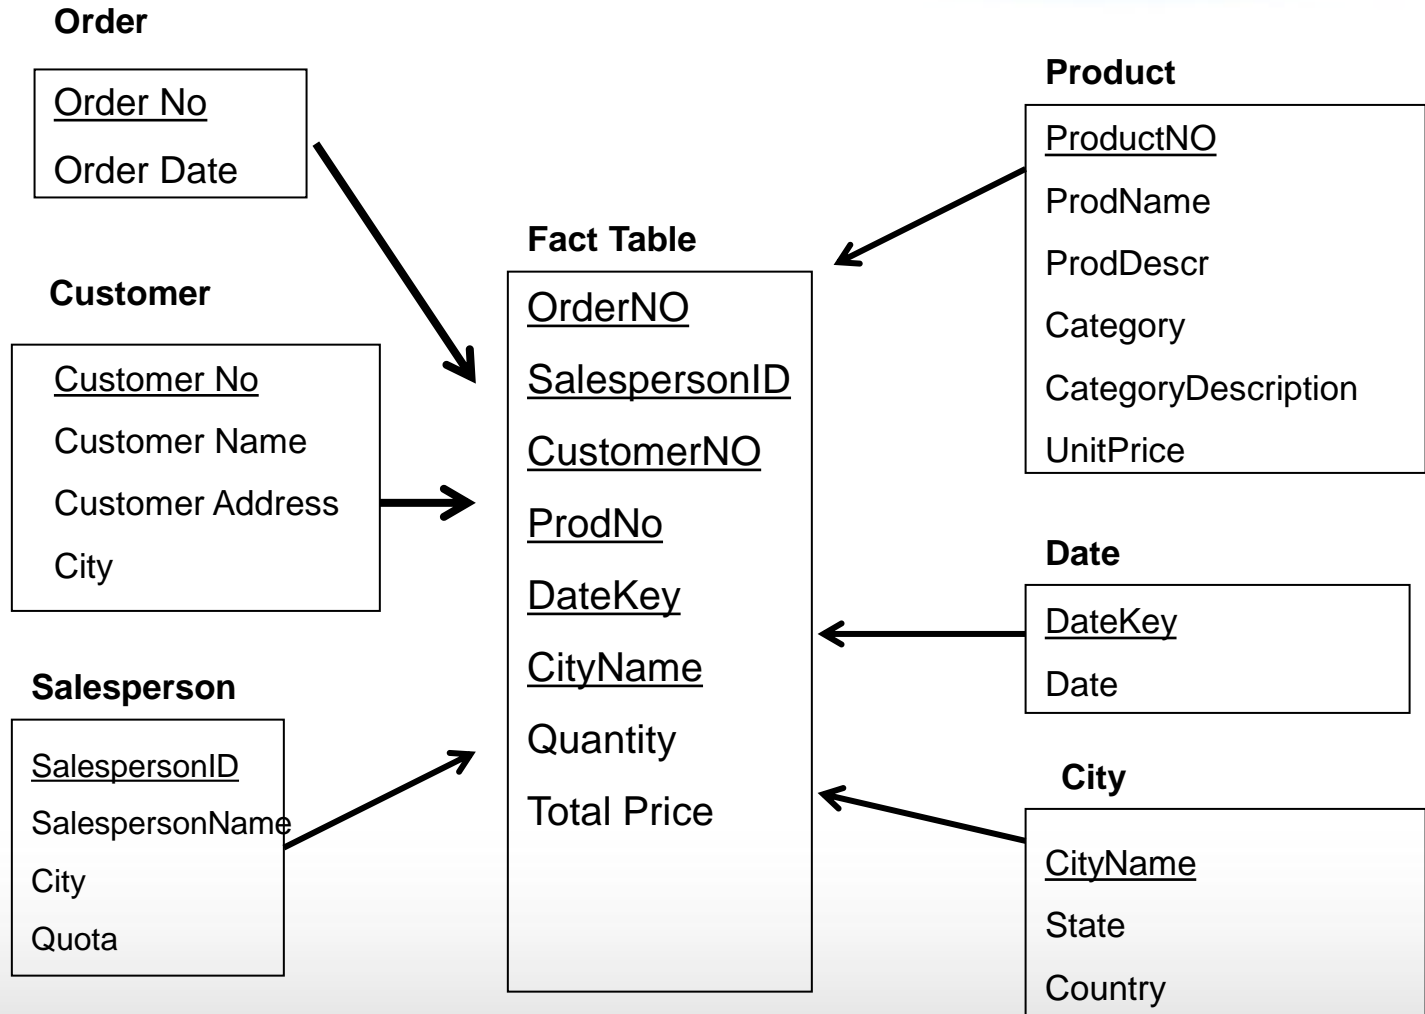 Order
Order No
Order Date
Customer
Customer No
Customer Name
Customer Address
City
Salesperson
SalespersonID
SalespersonName
City
Quota
Fact Table
OrderNO
SalespersonID
CustomerNO
ProdNo
DateKey
CityName
Quantity
Total Price
Product
ProductNO
ProdName
ProdDescr
Category
CategoryDescription
UnitPrice
Date
DateKey
Date
City
CityName
State
Country